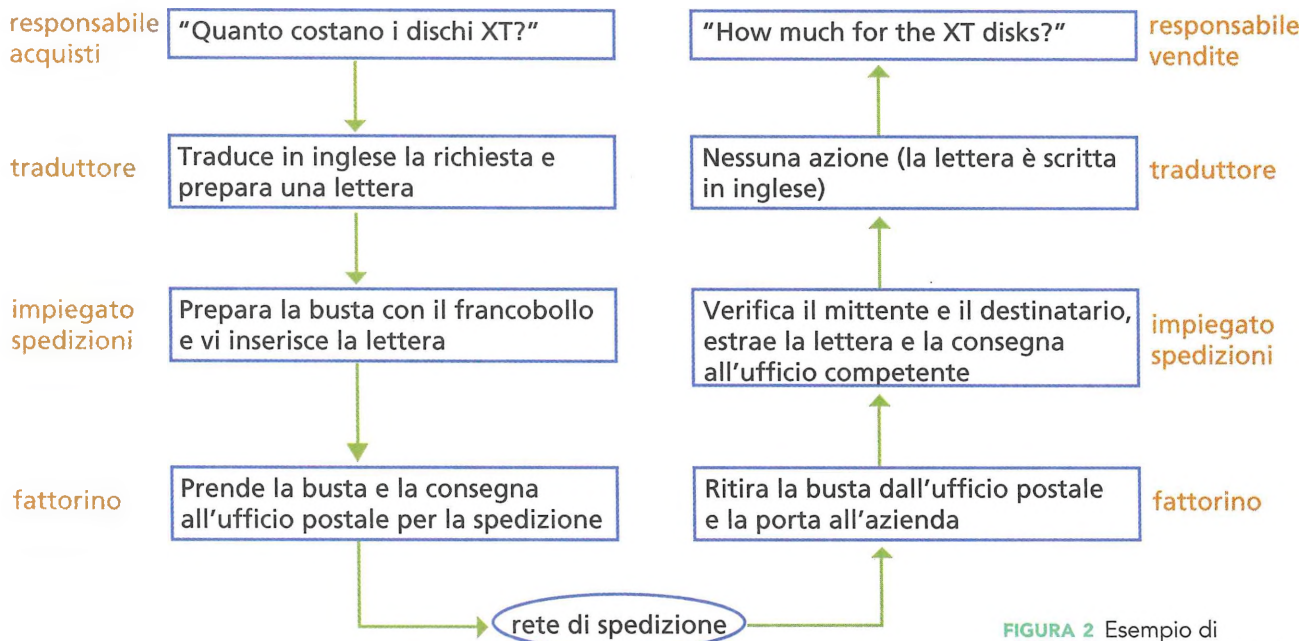 responsabile
acquisti
"Quanto costano i dischi XT?"
"How much for the XT disks?"
responsabile
vendite
traduttore
Traduce in inglese la richiesta e
prepara una lettera
Nessuna azione (la lettera è scritta
in inglese)
traduttore
impiegato
spedizioni
Prepara la busta con il francobollo
e vi inserisce la lettera
Verifica il mittente e il destinatario,
estrae la lettera e la consegna
all'ufficio competente
impiegato
spedizioni
fattorino
Prende la busta e la consegna
all'ufficio postale per la spedizione
Ritira la busta dall'ufficio postale
e la porta all'azienda
fattorino
rete di spedizione
FIGURA 2 Esempio di